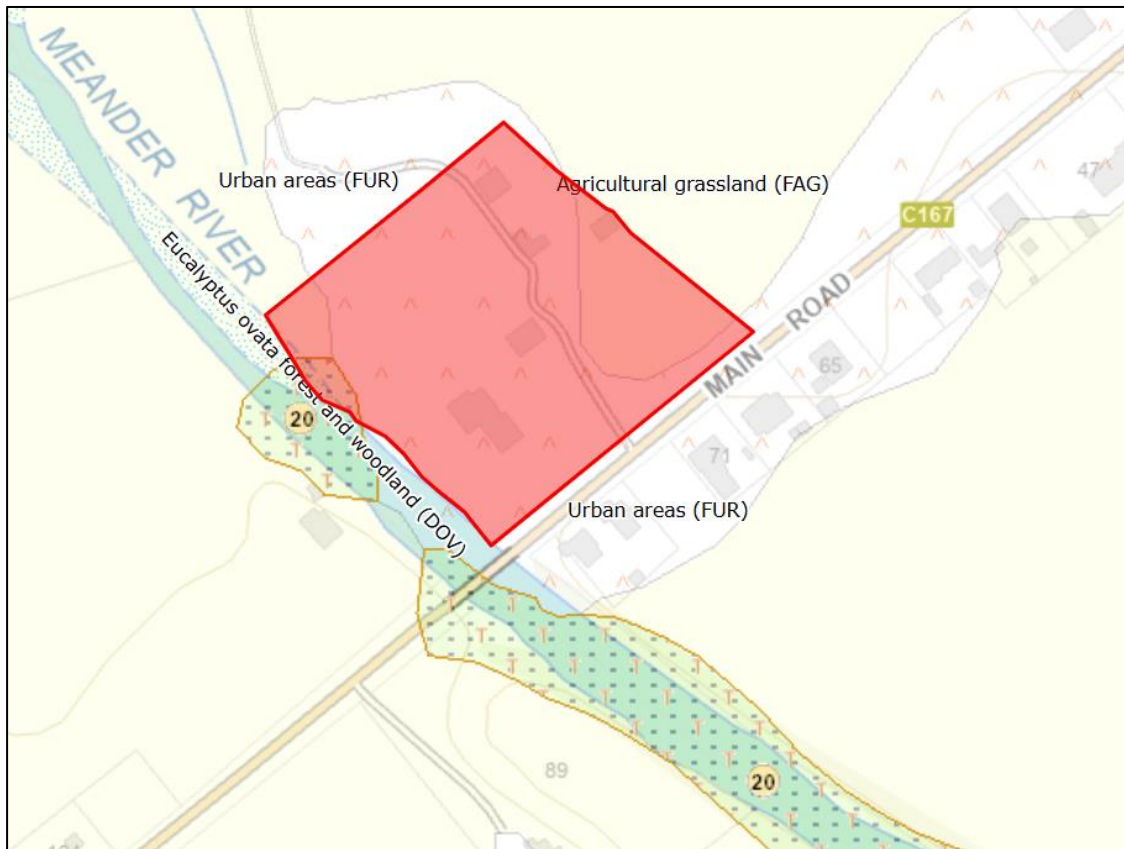 MEANDER RIVER
Urban areas (FUR)
Agricultural grassland (FAG)
47
C167
Eucalyptus ovata forest and woodland (DOV)
MAIN ROAD
65
20
71
Urban areas (FUR)
89
20